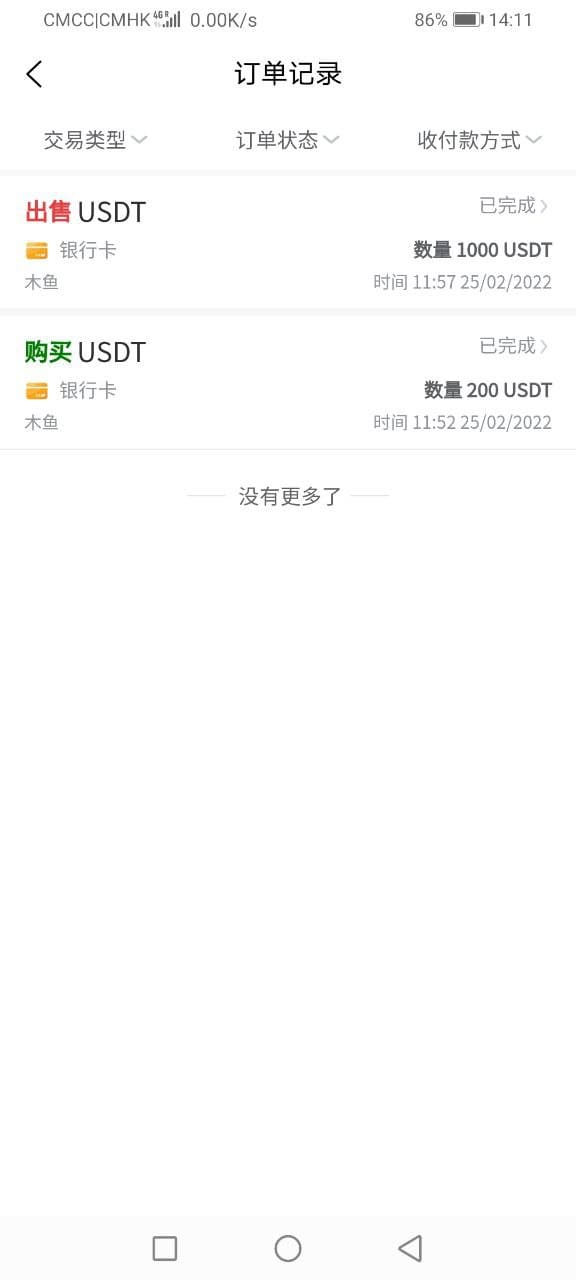 CMCC|CMHK 4G R 0.00K/s 86% 14:11
订单记录
交易类型 订单状态 收付款方式
出售 USDT 已完成
银行卡 数量 1000 USDT
木鱼 时间 11:57 25/02/2022
购买 USDT 已完成
银行卡 数量 200 USDT
木鱼 时间 11:52 25/02/2022
没有更多了